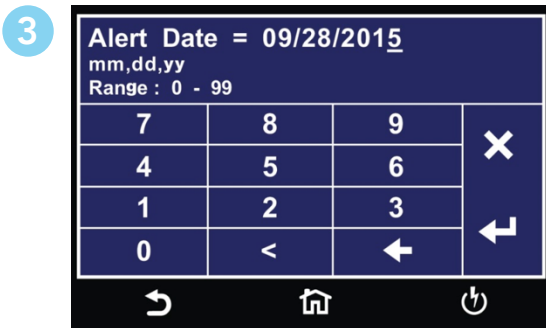 3
Alert Date = 09/28/2015
mm,dd,yy
Range : 0 - 99
7 8 9
4 5 6
1 2 3
0 <